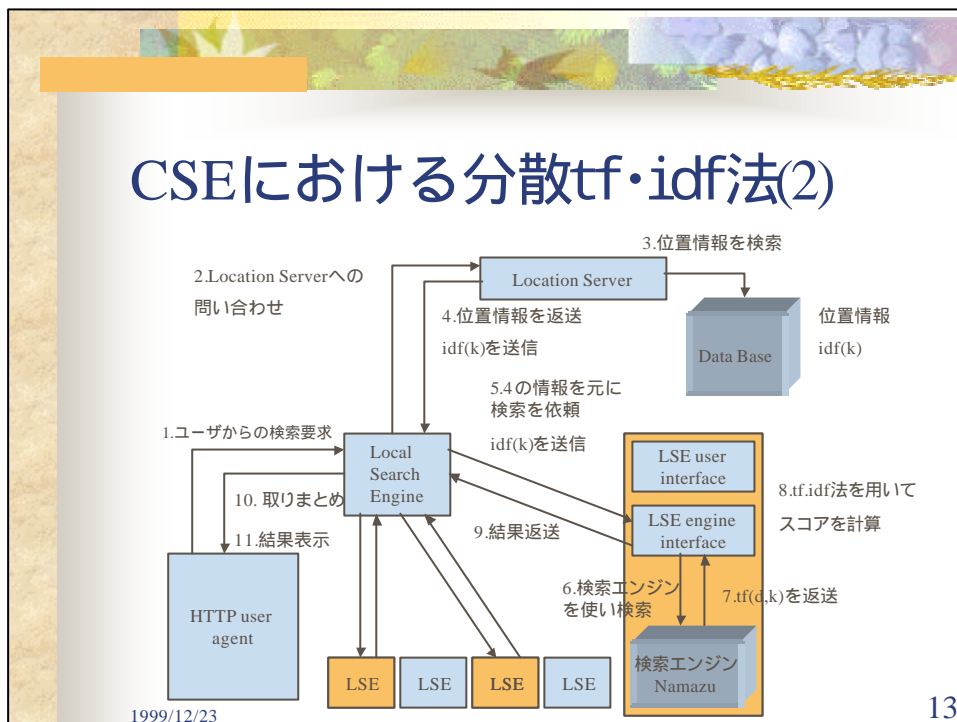 CSEにおける分散tf･idf法(2)
3.位置情報を検索
2.Location Serverへの
問い合わせ
Location Server
4.位置情報を返送
idf(k)を送信
Data Base
位置情報
idf(k)
5.4の情報を元に
検索を依頼
idf(k)を送信
1.ユーザからの検索要求
Local
Search
Engine
LSE user
interface
8.tf.idf法を用いて
スコアを計算
10. 取りまとめ
LSE engine
interface
9.結果返送
11.結果表示
6.検索エンジン
を使い検索
7.tf(d,k)を返送
HTTP user
agent
検索エンジン
Namazu
LSE
LSE
LSE
LSE
1999/12/23
13